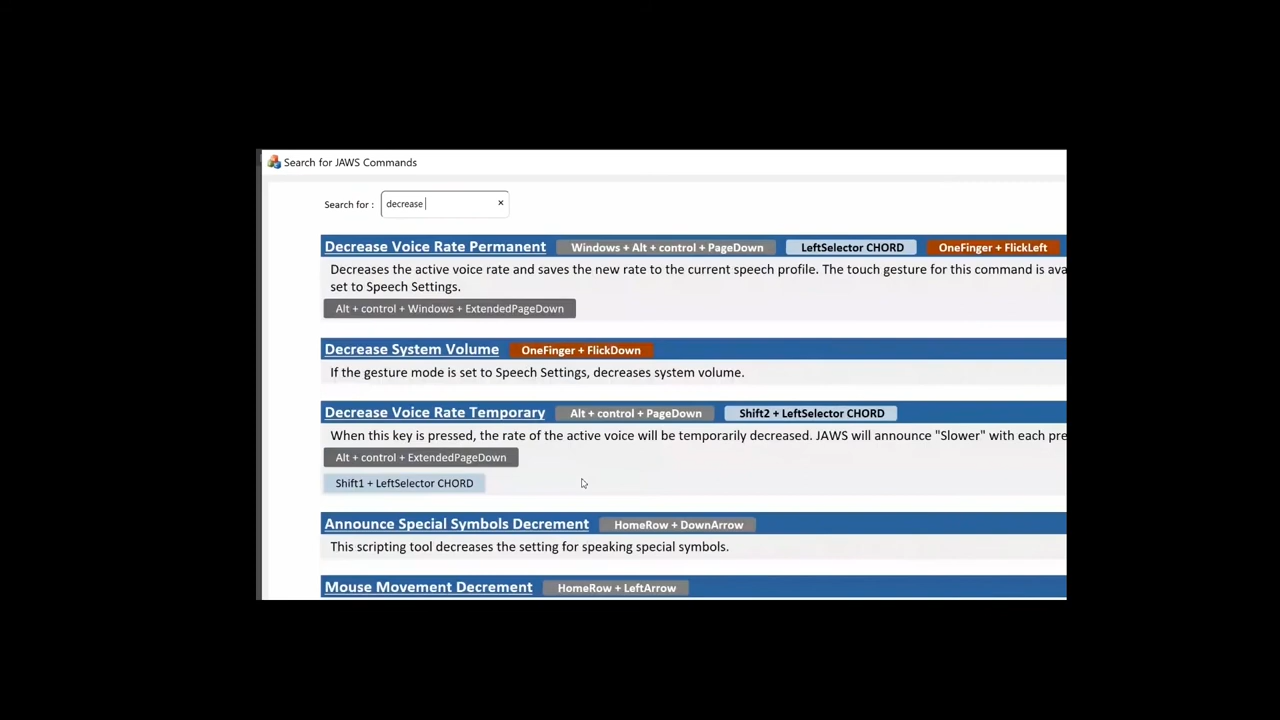 Search for JAWS Commands
Search for : decrease ×
Decrease Voice Rate Permanent Windows + Alt + control + PageDown LeftSelector CHORD OneFinger + FlickLeft
Decreases the active voice rate and saves the new rate to the current speech profile. The touch gesture for this command is ava
set to Speech Settings.
Alt + control + Windows + ExtendedPageDown
Decrease System Volume OneFinger + FlickDown
If the gesture mode is set to Speech Settings, decreases system volume.
Decrease Voice Rate Temporary Alt + control + PageDown Shift2 + LeftSelector CHORD
When this key is pressed, the rate of the active voice will be temporarily decreased. JAWS will announce "Slower" with each pre
Alt + control + ExtendedPageDown
Shift1 + LeftSelector CHORD
Announce Special Symbols Decrement HomeRow + DownArrow
This scripting tool decreases the setting for speaking special symbols.
Mouse Movement Decrement HomeRow + LeftArrow